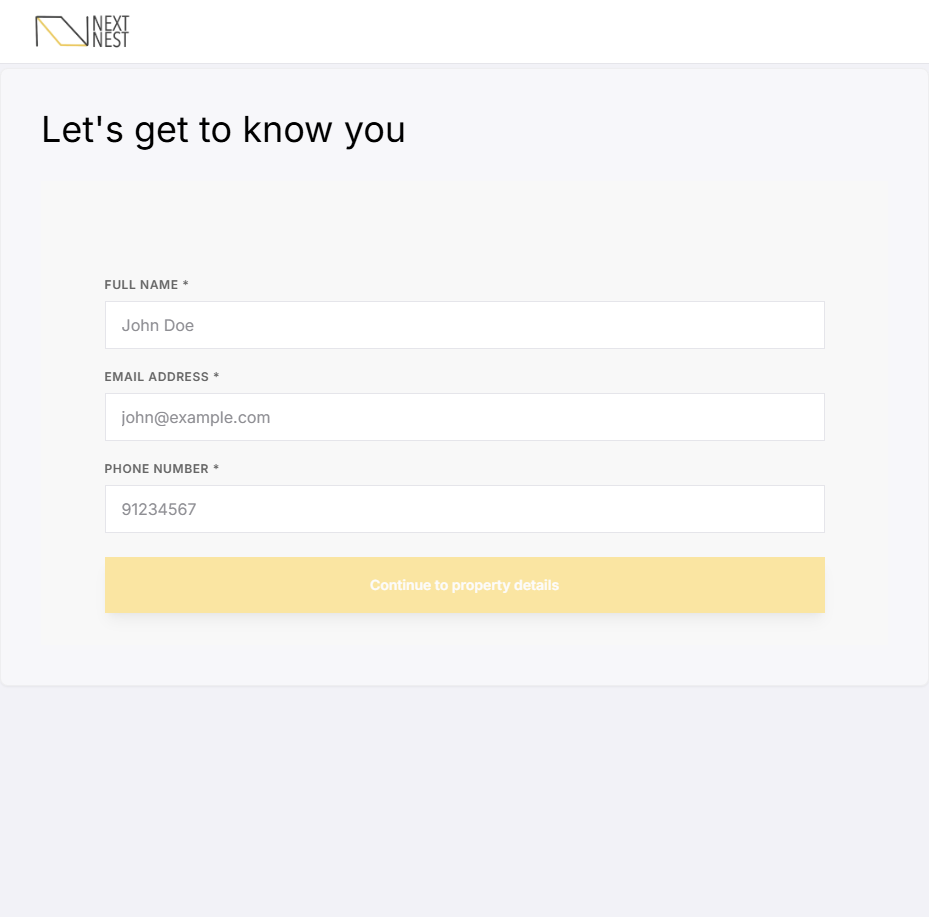 NEXT
NEST
Let's get to know you
FULL NAME *
John Doe
EMAIL ADDRESS *
john@example.com
PHONE NUMBER *
91234567
Continue to property details